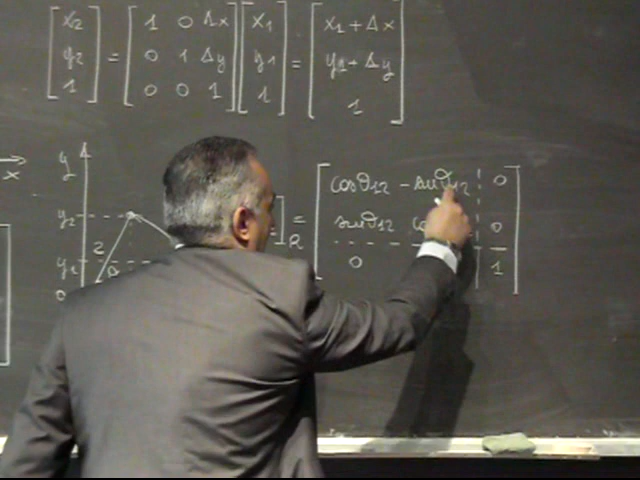 [x2 y2 1] = [1 0 Δx; 0 1 Δy; 0 0 1] [x1 y1 1] = [x1 + Δx; y1 + Δy; 1]
x
y
y2
y1
0
2
]R = [cosϑ12 -sinϑ12 0; sinϑ12 0; 0 1]